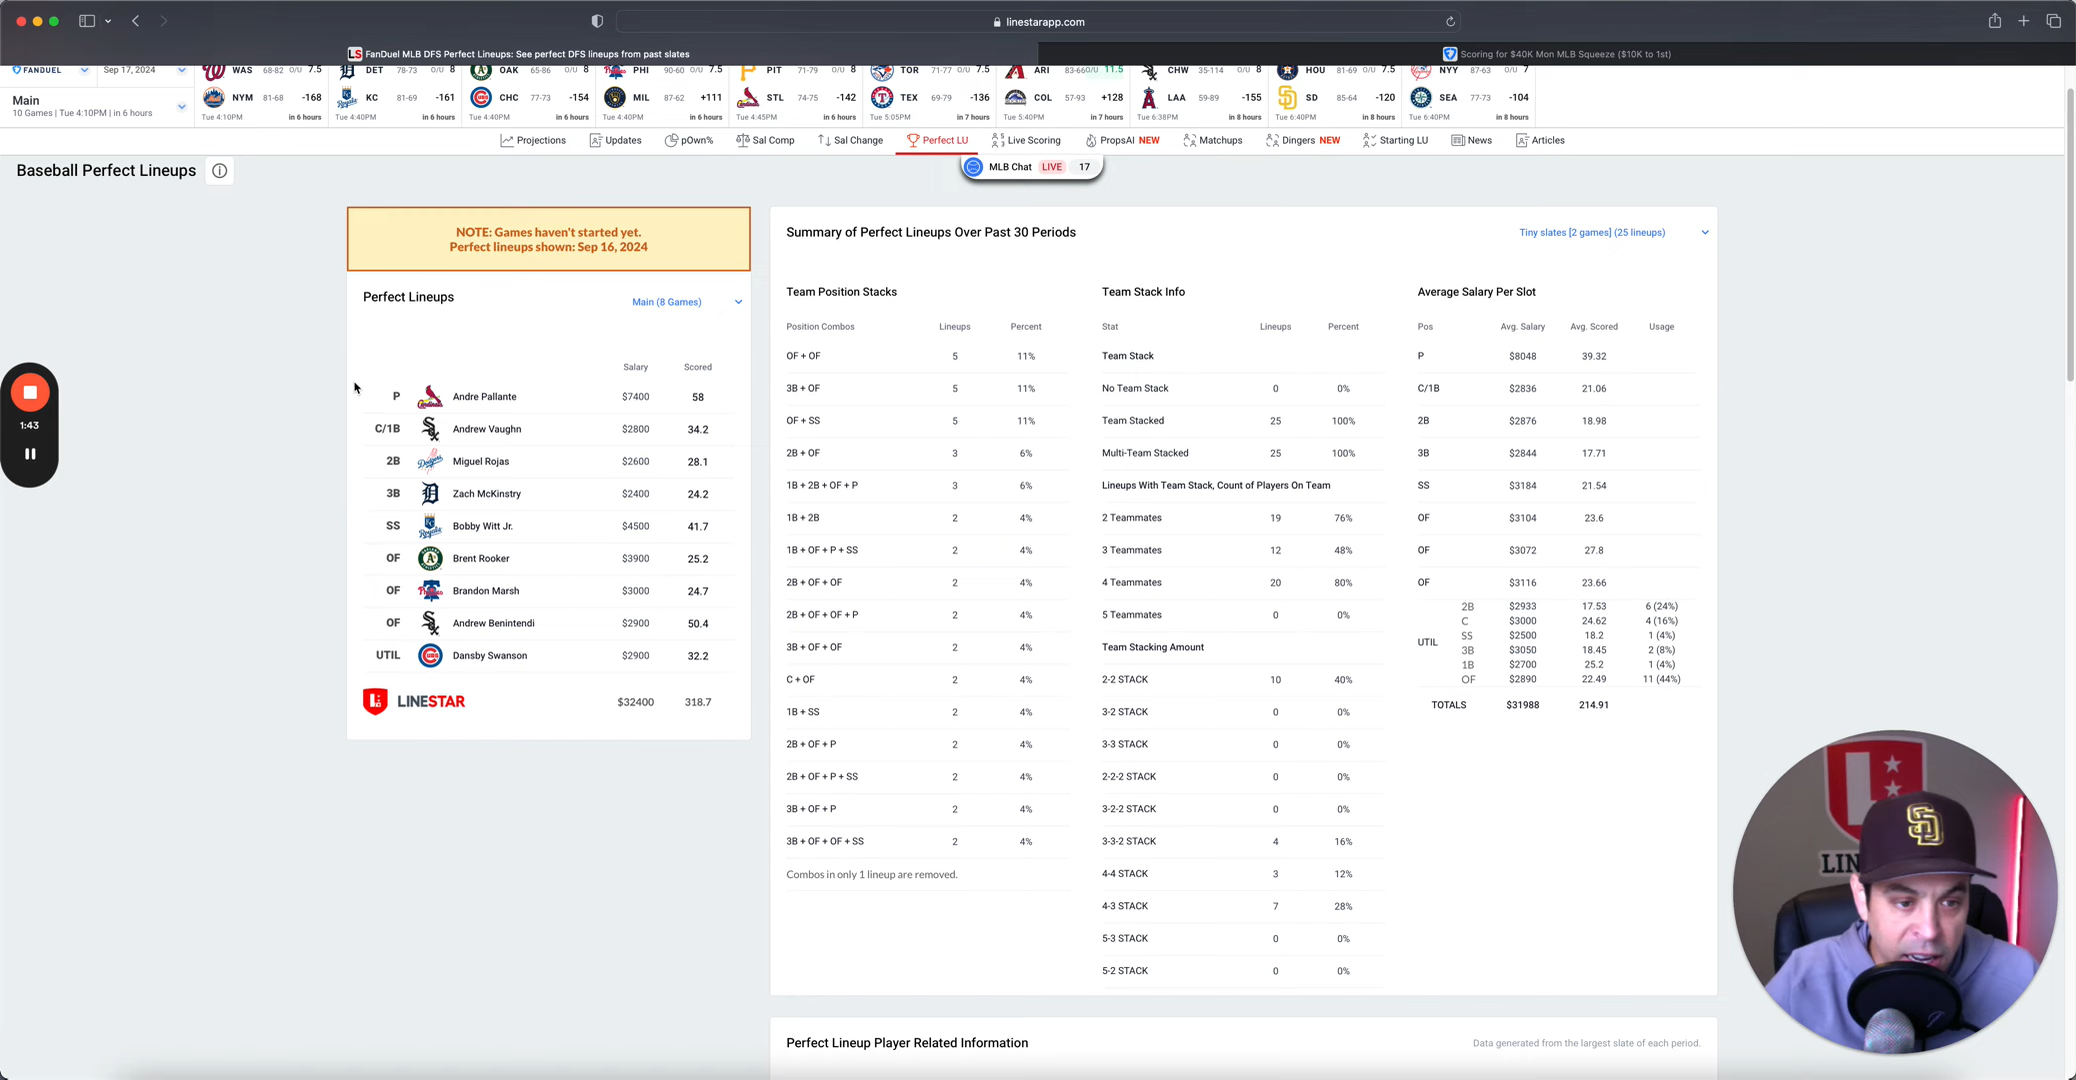 linestarapp.com
LS FanDuel MLB DFS Perfect Lineups: See perfect DFS lineups from past slates
Scoring for $40K Mon MLB Squeeze ($10K to 1st)
FANDUEL Sep 17, 2024
Main
10 Games | Tue 4:10PM | in 6 hours
WAS 68-82 O/U 7.5
NYM 81-68 -168
Tue 4:10PM in 6 hours
DET 78-73 O/U 8
KC 81-69 -161
Tue 4:40PM in 6 hours
OAK 65-86 O/U 8
CHC 77-73 -154
Tue 4:40PM in 6 hours
PHI 90-60 O/U 7.5
MIL 87-62 +111
Tue 4:40PM in 6 hours
PIT 71-79 O/U 8
STL 74-75 -142
Tue 4:45PM in 6 hours
TOR 71-77 O/U 7.5
TEX 69-79 -136
Tue 5:05PM in 7 hours
ARI 83-66 O/U 11.5
COL 57-93 +128
Tue 5:40PM in 7 hours
CHW 35-114 O/U 8
LAA 59-89 -155
Tue 6:38PM in 8 hours
HOU 81-69 O/U 7.5
SD 85-64 -120
Tue 6:40PM in 8 hours
NYY 87-63 O/U 7
SEA 77-73 -104
Tue 6:40PM in 8 hours
Projections Updates pOwn% Sal Comp Sal Change Perfect LU Live Scoring PropsAI NEW Matchups Dingers NEW Starting LU News Articles
MLB Chat LIVE 17
Baseball Perfect Lineups
NOTE: Games haven't started yet.
Perfect lineups shown: Sep 16, 2024
Perfect Lineups Main (8 Games)
Salary Scored
P Andre Pallante $7400 58
C/1B Andrew Vaughn $2800 34.2
2B Miguel Rojas $2600 28.1
3B Zach McKinstry $2400 24.2
SS Bobby Witt Jr. $4500 41.7
OF Brent Rooker $3900 25.2
OF Brandon Marsh $3000 24.7
OF Andrew Benintendi $2900 50.4
UTIL Dansby Swanson $2900 32.2
LINESTAR $32400 318.7
1:43
Summary of Perfect Lineups Over Past 30 Periods Tiny slates [2 games] (25 lineups)
Team Position Stacks
Position Combos Lineups Percent
OF + OF 5 11%
3B + OF 5 11%
OF + SS 5 11%
2B + OF 3 6%
1B + 2B + OF + P 3 6%
1B + 2B 2 4%
1B + OF + P + SS 2 4%
2B + OF + OF 2 4%
2B + OF + OF + P 2 4%
3B + OF + OF 2 4%
C + OF 2 4%
1B + SS 2 4%
2B + OF + P 2 4%
2B + OF + P + SS 2 4%
3B + OF + P 2 4%
3B + OF + OF + SS 2 4%
Combos in only 1 lineup are removed.
Team Stack Info
Stat Lineups Percent
Team Stack
No Team Stack 0 0%
Team Stacked 25 100%
Multi-Team Stacked 25 100%
Lineups With Team Stack, Count of Players On Team
2 Teammates 19 76%
3 Teammates 12 48%
4 Teammates 20 80%
5 Teammates 0 0%
Team Stacking Amount
2-2 STACK 10 40%
3-2 STACK 0 0%
3-3 STACK 0 0%
2-2-2 STACK 0 0%
3-2-2 STACK 0 0%
3-3-2 STACK 4 16%
4-4 STACK 3 12%
4-3 STACK 7 28%
5-3 STACK 0 0%
5-2 STACK 0 0%
Average Salary Per Slot
Pos Avg. Salary Avg. Scored Usage
P $8048 39.32
C/1B $2836 21.06
2B $2876 18.98
3B $2844 17.71
SS $3184 21.54
OF $3104 23.6
OF $3072 27.8
OF $3116 23.66
UTIL
2B $2933 17.53 6 (24%)
C $3000 24.62 4 (16%)
SS $2500 18.2 1 (4%)
3B $3050 18.45 2 (8%)
1B $2700 25.2 1 (4%)
OF $2890 22.49 11 (44%)
TOTALS $31988 214.91
Perfect Lineup Player Related Information Data generated from the largest slate of each period.
LIN
SD